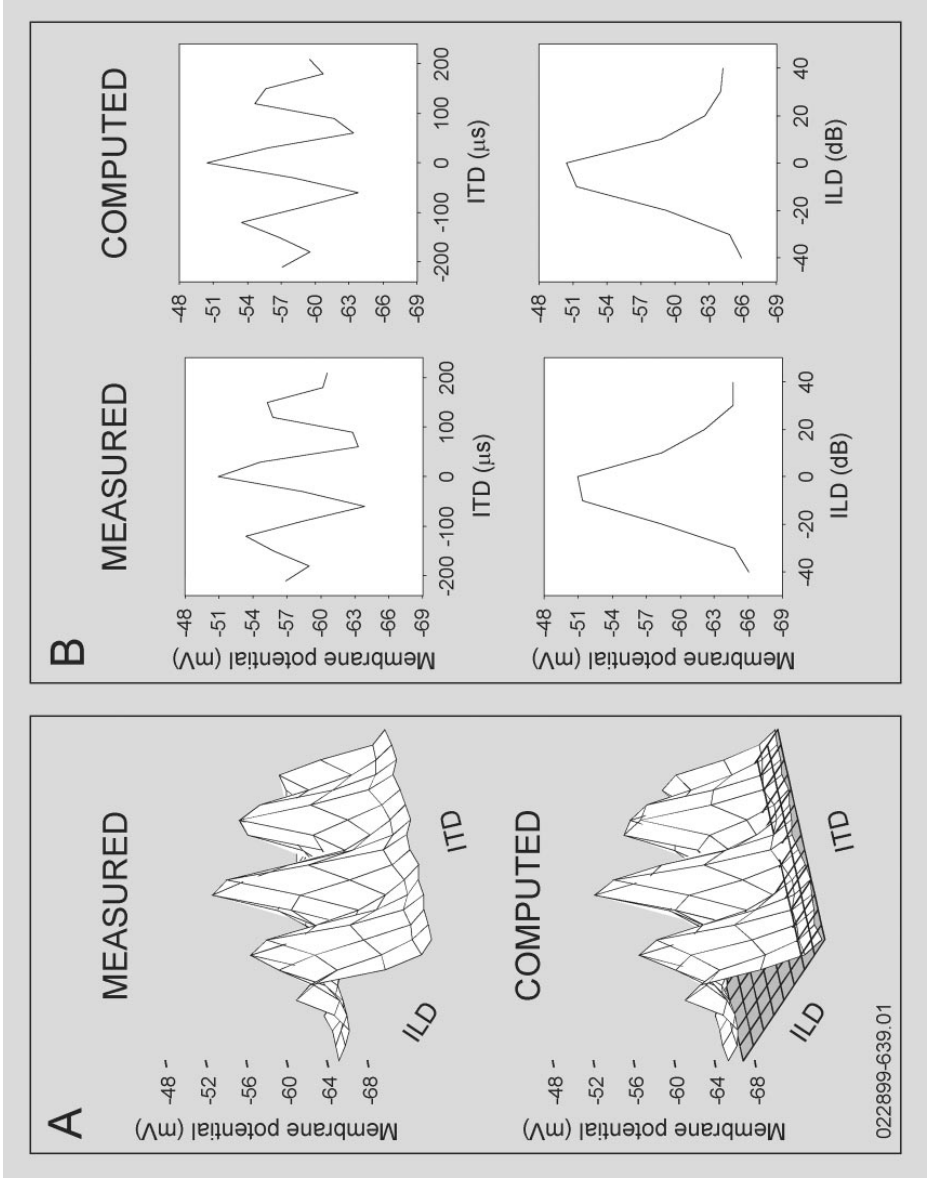 A
MEASURED
Membrane potential (mV)
-48
-52
-56
-60
-64
-68
ILD
ITD
COMPUTED
Membrane potential (mV)
-48
-52
-56
-60
-64
-68
ILD
ITD
022899-639.01
B
MEASURED
COMPUTED
Membrane potential (mV)
-48
-51
-54
-57
-60
-63
-66
-69
-200 -100 0 100 200
ITD (μs)
-48
-51
-54
-57
-60
-63
-66
-69
-200 -100 0 100 200
ITD (μs)
Membrane potential (mV)
-48
-51
-54
-57
-60
-63
-66
-69
-40 -20 0 20 40
ILD (dB)
-48
-51
-54
-57
-60
-63
-66
-69
-40 -20 0 20 40
ILD (dB)